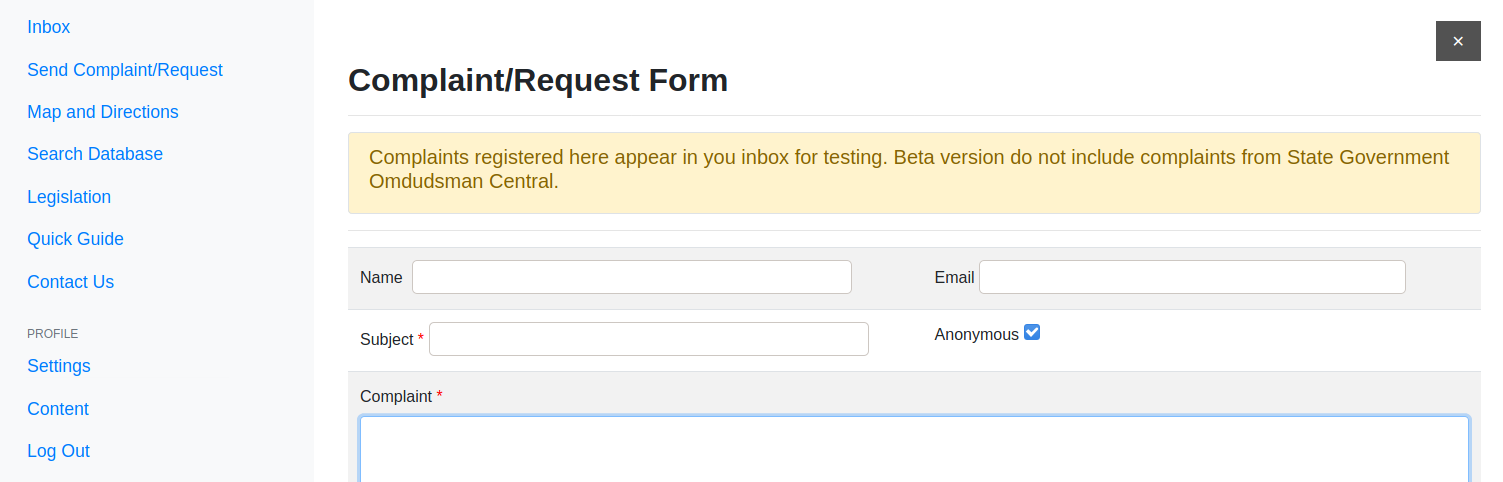 Inbox
Send Complaint/Request
Map and Directions
Search Database
Legislation
Quick Guide
Contact Us
PROFILE
Settings
Content
Log Out
×
Complaint/Request Form
Complaints registered here appear in you inbox for testing. Beta version do not include complaints from State Government
Omdudsman Central.
Name
Email
Subject *
Anonymous
Complaint *